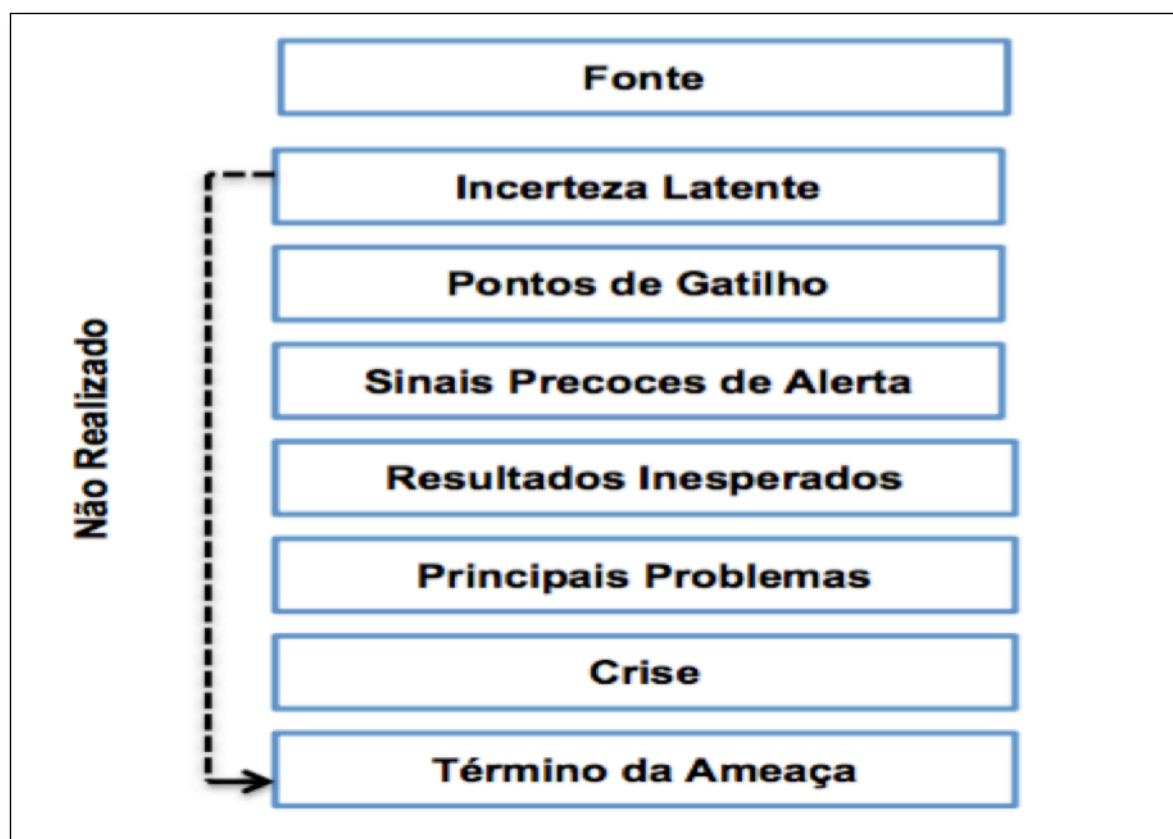 Fonte
Incerteza Latente
Pontos de Gatilho
Sinais Precoces de Alerta
Resultados Inesperados
Principais Problemas
Crise
Término da Ameaça
Não Realizado